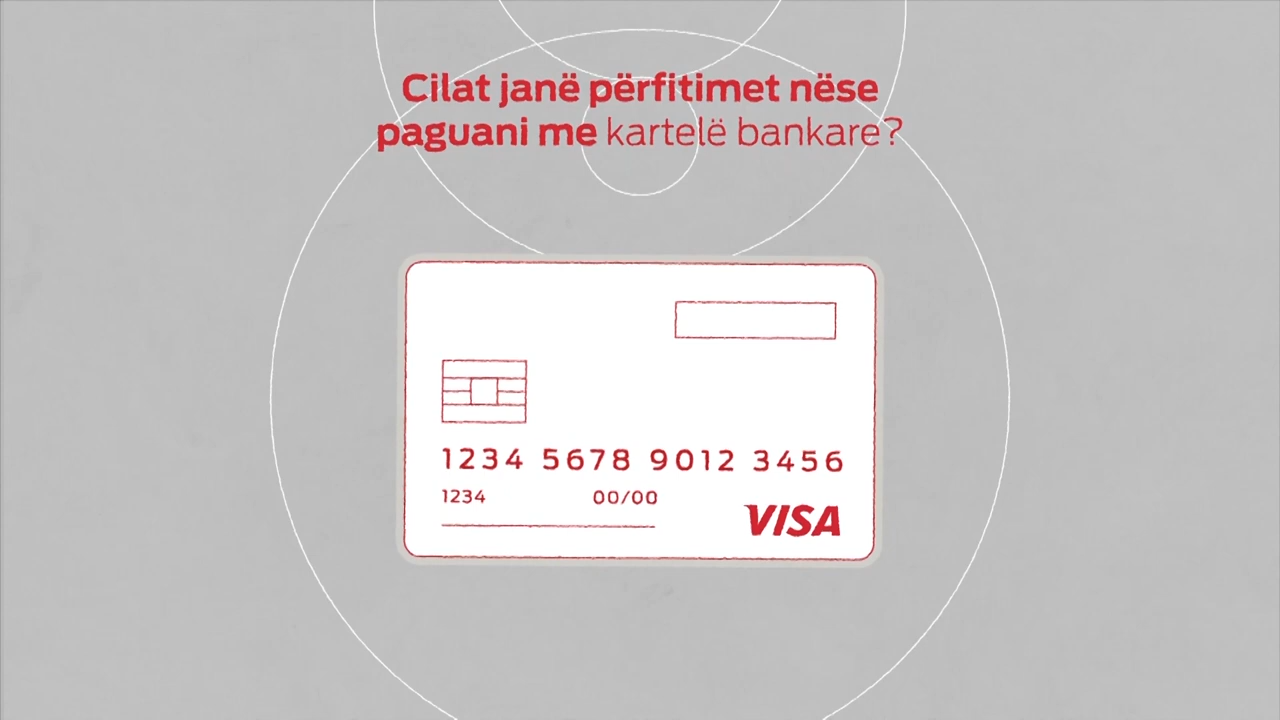 Cilat janë përfitimet nëse
paguani me kartelë bankare?
1234 5678 9012 3456
1234 00/00
VISA